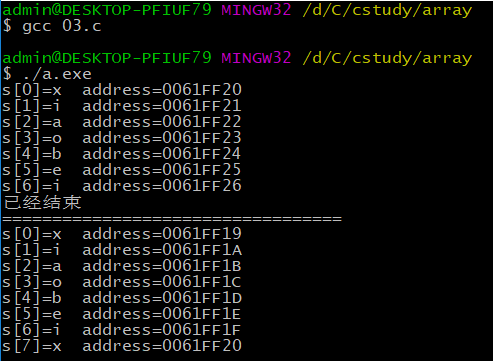 admin@DESKTOP-PFIUF79 MINGW32 /d/C/cstudy/array
$ gcc 03.c
admin@DESKTOP-PFIUF79 MINGW32 /d/C/cstudy/array
$ ./a.exe
s[0]=x  address=0061FF20
s[1]=i  address=0061FF21
s[2]=a  address=0061FF22
s[3]=o  address=0061FF23
s[4]=b  address=0061FF24
s[5]=e  address=0061FF25
s[6]=i  address=0061FF26
已经结束
==================================
s[0]=x  address=0061FF19
s[1]=i  address=0061FF1A
s[2]=a  address=0061FF1B
s[3]=o  address=0061FF1C
s[4]=b  address=0061FF1D
s[5]=e  address=0061FF1E
s[6]=i  address=0061FF1F
s[7]=x  address=0061FF20